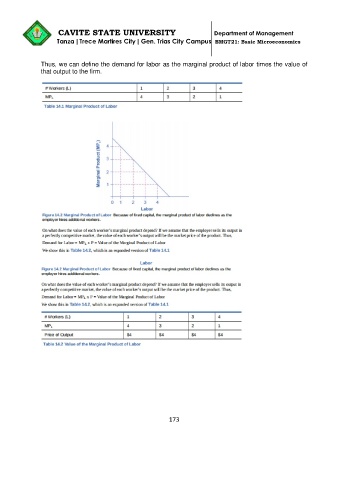 CAVITE STATE UNIVERSITY
Department of Management
Tanza | Trece Martires City | Gen. Trias City Campus
BMGT21: Basic Microeconomics
Thus, we can define the demand for labor as the marginal product of labor times the value of
that output to the firm.
# Workers (L) 1 2 3 4
MPL 4 3 2 1
Table 14.1 Marginal Product of Labor
Marginal Product (MPL)
4
3
2
1
0 1 2 3 4
Labor
Figure 14.2 Marginal Product of Labor Because of fixed capital, the marginal product of labor declines as the
employer hires additional workers.
On what does the value of each worker's marginal product depend? If we assume that the employer sells its output in
a perfectly competitive market, the value of each worker's output will be the market price of the product. Thus,
Demand for Labor = MPL x P = Value of the Marginal Product of Labor
We show this in Table 14.2, which is an expanded version of Table 14.1
Labor
Figure 14.2 Marginal Product of Labor Because of fixed capital, the marginal product of labor declines as the
employer hires additional workers.
On what does the value of each worker's marginal product depend? If we assume that the employer sells its output in
a perfectly competitive market, the value of each worker's output will be the market price of the product. Thus,
Demand for Labor = MPL x P = Value of the Marginal Product of Labor
We show this in Table 14.2, which is an expanded version of Table 14.1
# Workers (L) 1 2 3 4
MPL 4 3 2 1
Price of Output $4 $4 $4 $4
Table 14.2 Value of the Marginal Product of Labor
173